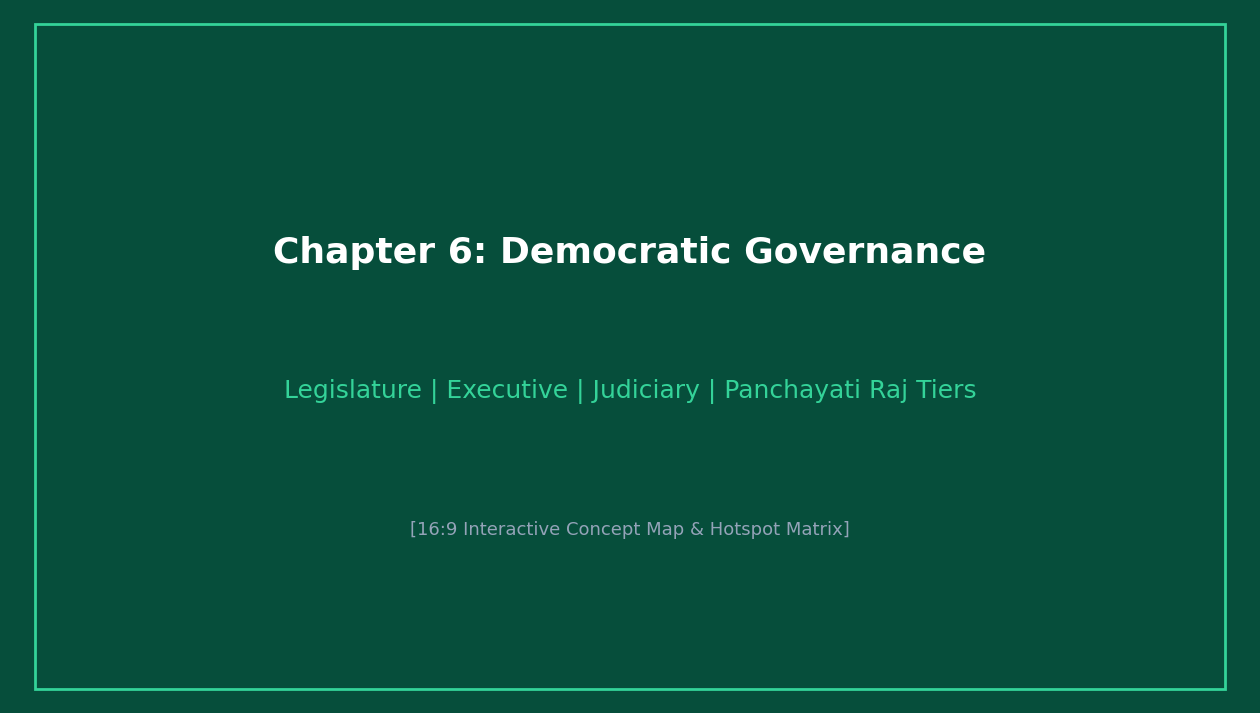 Chapter 6: Democratic Governance
Legislature | Executive | Judiciary | Panchayati Raj Tiers
[16:9 Interactive Concept Map & Hotspot Matrix]